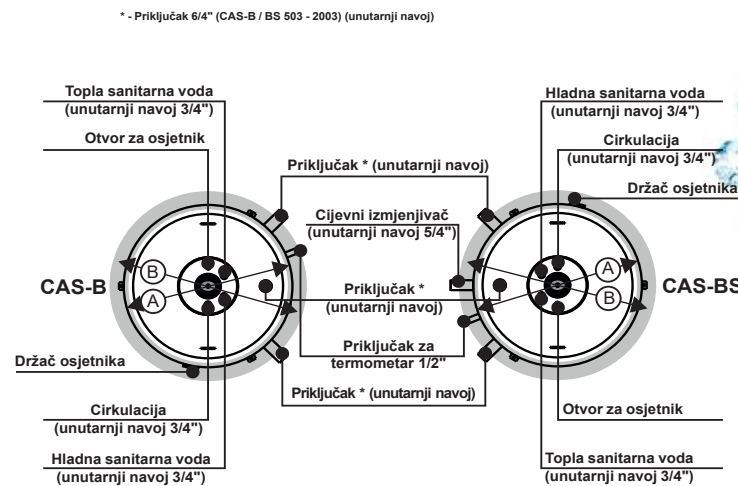 * - Priključak 6/4" (CAS-B / BS 503 - 2003) (unutarnji navoj)
Topla sanitarna voda
(unutarnji navoj 3/4")
Otvor za osjetnik
Priključak * (unutarnji navoj)
Cijevni izmjenjivač
(unutarnji navoj 5/4")
Hladna sanitarna voda
(unutarnji navoj 3/4")
Cirkulacija
(unutarnji navoj 3/4")
Držač osjetnika
B
A
CAS-B
Priključak *
(unutarnji navoj)
A
B
CAS-BS
Priključak za
termometar 1/2"
Držač osjetnika
Priključak * (unutarnji navoj)
Cirkulacija
(unutarnji navoj 3/4")
Hladna sanitarna voda
(unutarnji navoj 3/4")
Otvor za osjetnik
Topla sanitarna voda
(unutarnji navoj 3/4")